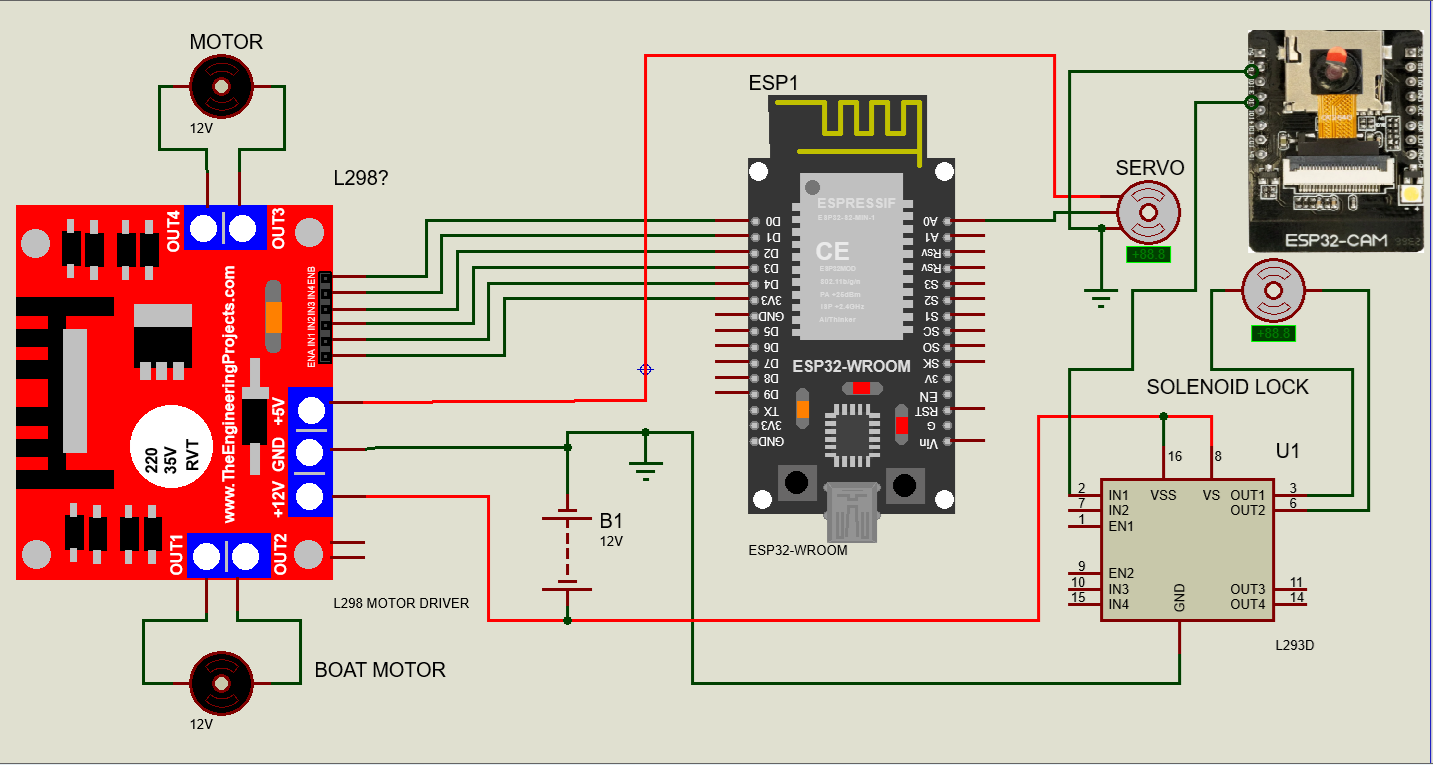 MOTOR
12V
L298?
OUT4
OUT3
www.TheEngineeringProjects.com
ENA IN1 IN2 IN3 IN4 ENB
220
35V
RVT
+5V
GND
+12V
OUT1
OUT2
L298 MOTOR DRIVER
BOAT MOTOR
12V
B1
12V
ESP1
ESPRESSIF
CE
ESP32MOD
802.11b/g/n
AiThinker
D0
D1
D2
D3
D4
3V3
GND
D5
D6
D7
D8
D9
TX
3V3
GND
A0
A1
Rsv
Rsv
S3
S2
S1
SC
SO
SK
3V
EN
RST
G
Vin
ESP32-WROOM
ESP32-WROOM
SERVO
+88.8
ESP32-CAM
+88.8
SOLENOID LOCK
U1
16
8
2
7
1
9
10
15
IN1
IN2
EN1
EN2
IN3
IN4
VSS
VS
GND
OUT1
OUT2
OUT3
OUT4
3
6
11
14
L293D